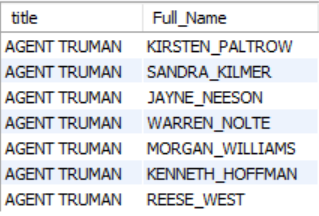 title Full_Name
AGENT TRUMAN KIRSTEN_PALTROW
AGENT TRUMAN SANDRA_KILMER
AGENT TRUMAN JAYNE_NEESON
AGENT TRUMAN WARREN_NOLTE
AGENT TRUMAN MORGAN_WILLIAMS
AGENT TRUMAN KENNETH_HOFFMAN
AGENT TRUMAN REESE_WEST